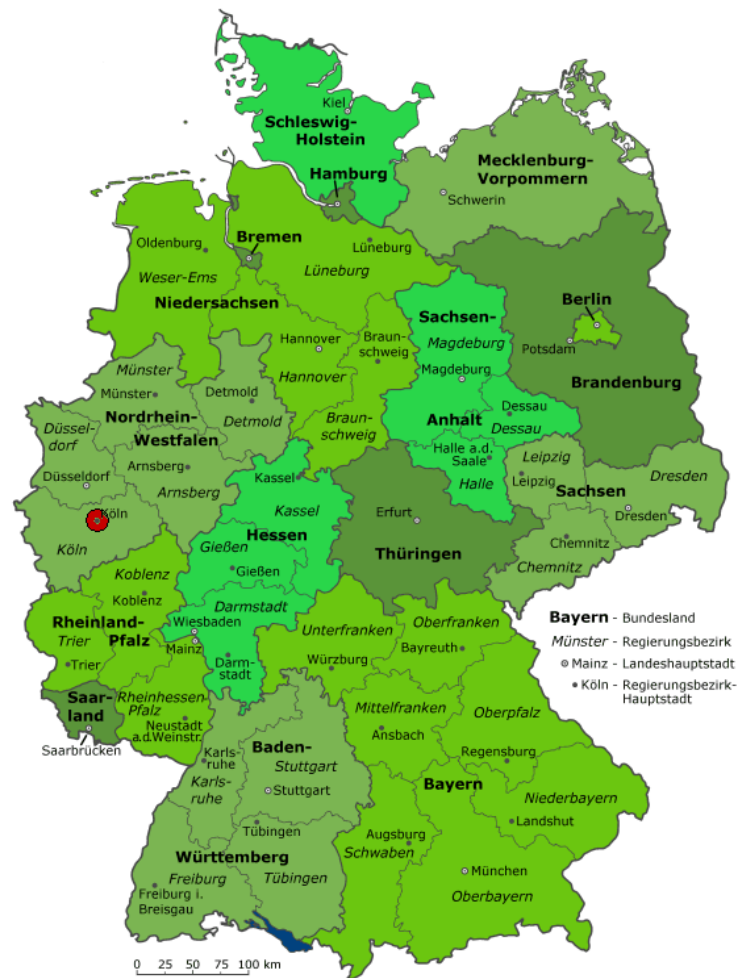 Kiel
Schleswig-
Holstein
Mecklenburg-
Vorpommern
Hamburg
Schwerin
Bremen
Oldenburg
Lüneburg
Weser-Ems
Lüneburg
Niedersachsen
Berlin
Sachsen-
Hannover
Braun-
schweig
Magdeburg
Potsdam
Münster
Hannover
Magdeburg
Brandenburg
Münster
Detmold
Nordrhein-
Detmold
Braun-
schweig
Anhalt
Dessau
Dessau
Düssel-
dorf
Westfalen
Halle a.d.
Saale
Leipzig
Dresden
Düsseldorf
Arnsberg
Arnsberg
Kassel
Halle
Leipzig
Sachsen
Köln
Kassel
Erfurt
Dresden
Köln
Gießen
Hessen
Thüringen
Chemnitz
Chemnitz
Koblenz
Gießen
Koblenz
Darmstadt
Rheinland-
Pfalz
Wiesbaden
Unterfranken
Oberfranken
Bayern - Bundesland
Trier
Mainz
Bayreuth
Münster - Regierungsbezirk
Trier
Darm-
stadt
Würzburg
Mainz - Landeshauptstadt
Saar-
land
Rheinhessen-
Pfalz
Mittelfranken
Oberpfalz
Köln - Regierungsbezirk-
Hauptstadt
Neustadt
a.d.Weinstr.
Ansbach
Saarbrücken
Karls-
ruhe
Baden-
Stuttgart
Regensburg
Karls-
ruhe
Stuttgart
Bayern
Niederbayern
Tübingen
Augsburg
Landshut
Württemberg
Schwaben
Freiburg
Tübingen
München
Freiburg i.
Breisgau
Oberbayern
0 25 50 100 km